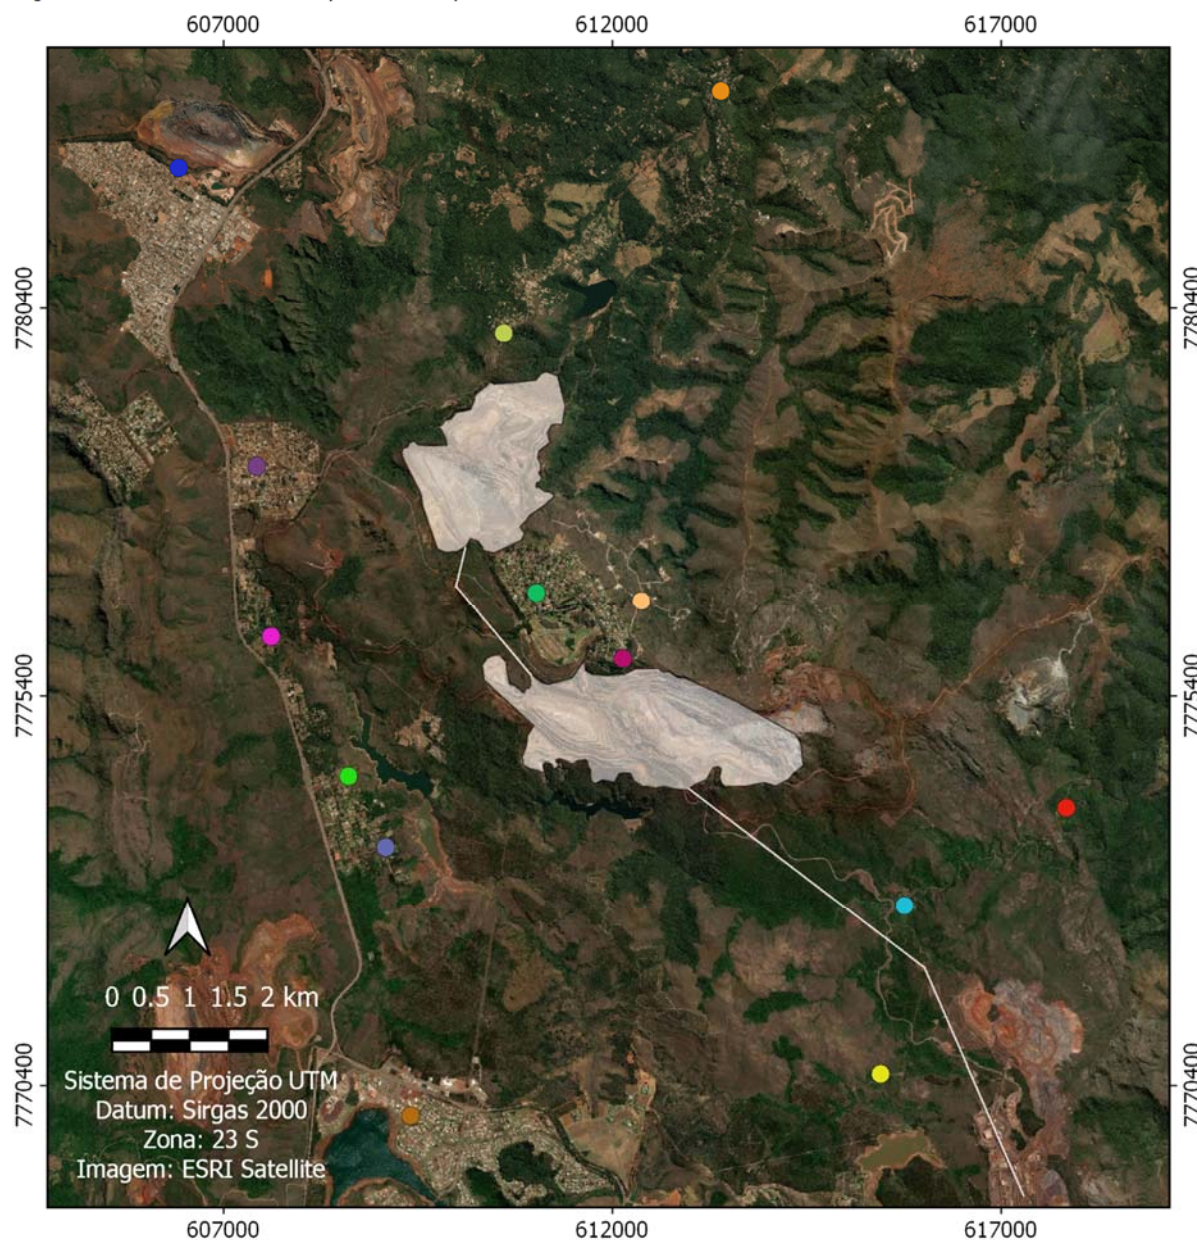 607000 612000 617000
7780400 7780400
7775400 7775400
0 0.5 1 1.5 2 km
Sistema de Projeção UTM
Datum: Sirgas 2000
Zona: 23 S
Imagem: ESRI Satellite
7770400 7770400
607000 612000 617000